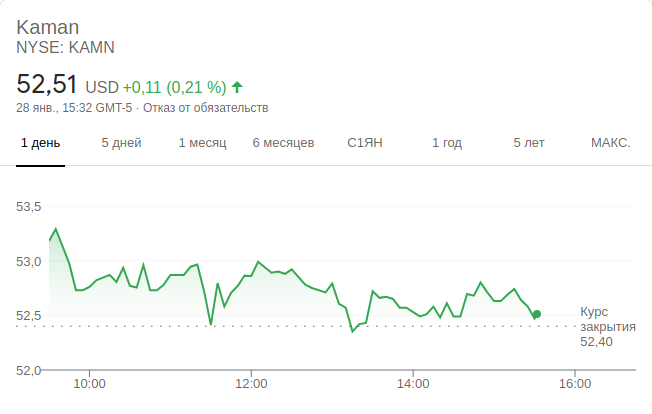 Kaman
NYSE: KAMN
52,51 USD +0,11 (0,21 %)
28 янв., 15:32 GMT-5 · Отказ от обязательств
1 день 5 дней 1 месяц 6 месяцев С1ЯН 1 год 5 лет МАКС.
53,5
53,0
52,5
52,0
Курс
закрытия
52,40
10:00 12:00 14:00 16:00